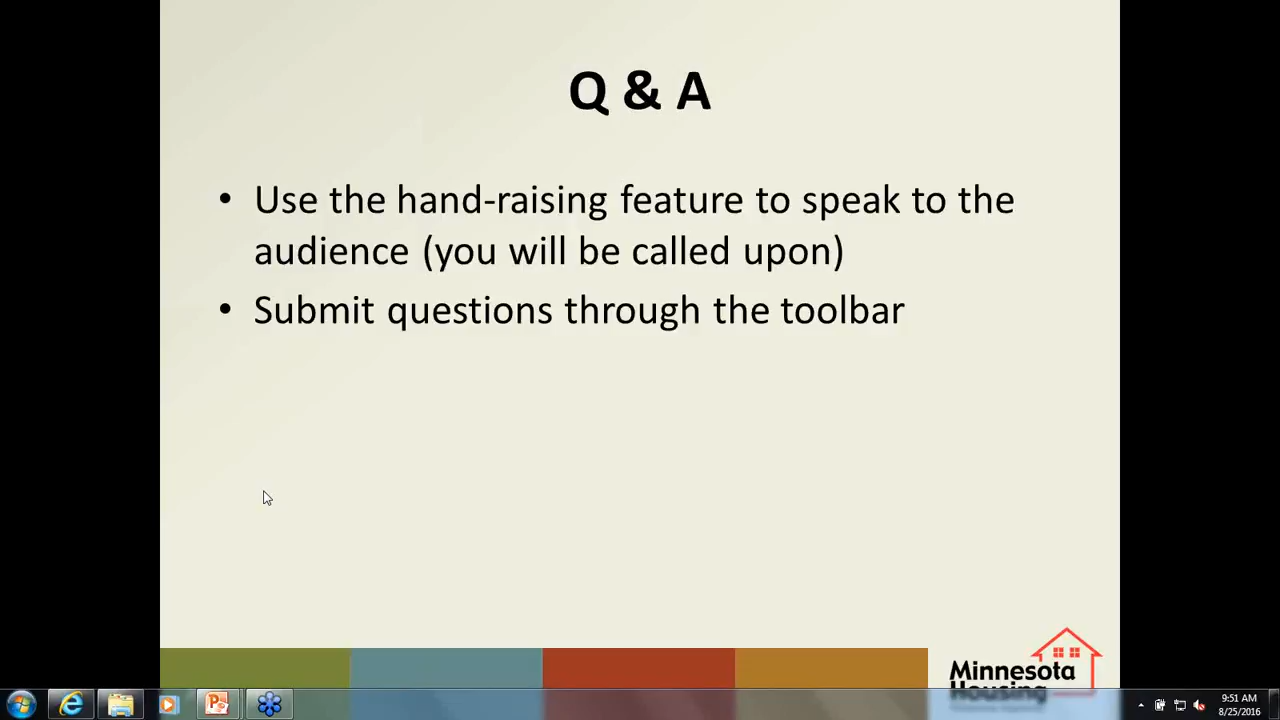 Q & A
• Use the hand-raising feature to speak to the
audience (you will be called upon)
• Submit questions through the toolbar
Minnesota
Housing
9:51 AM
8/25/2016